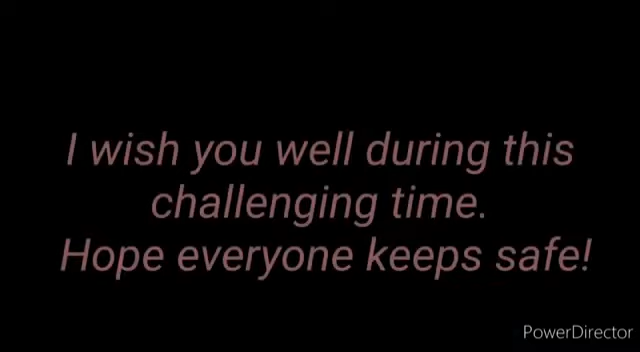 I wish you well during this
challenging time.
Hope everyone keeps safe!
PowerDirector